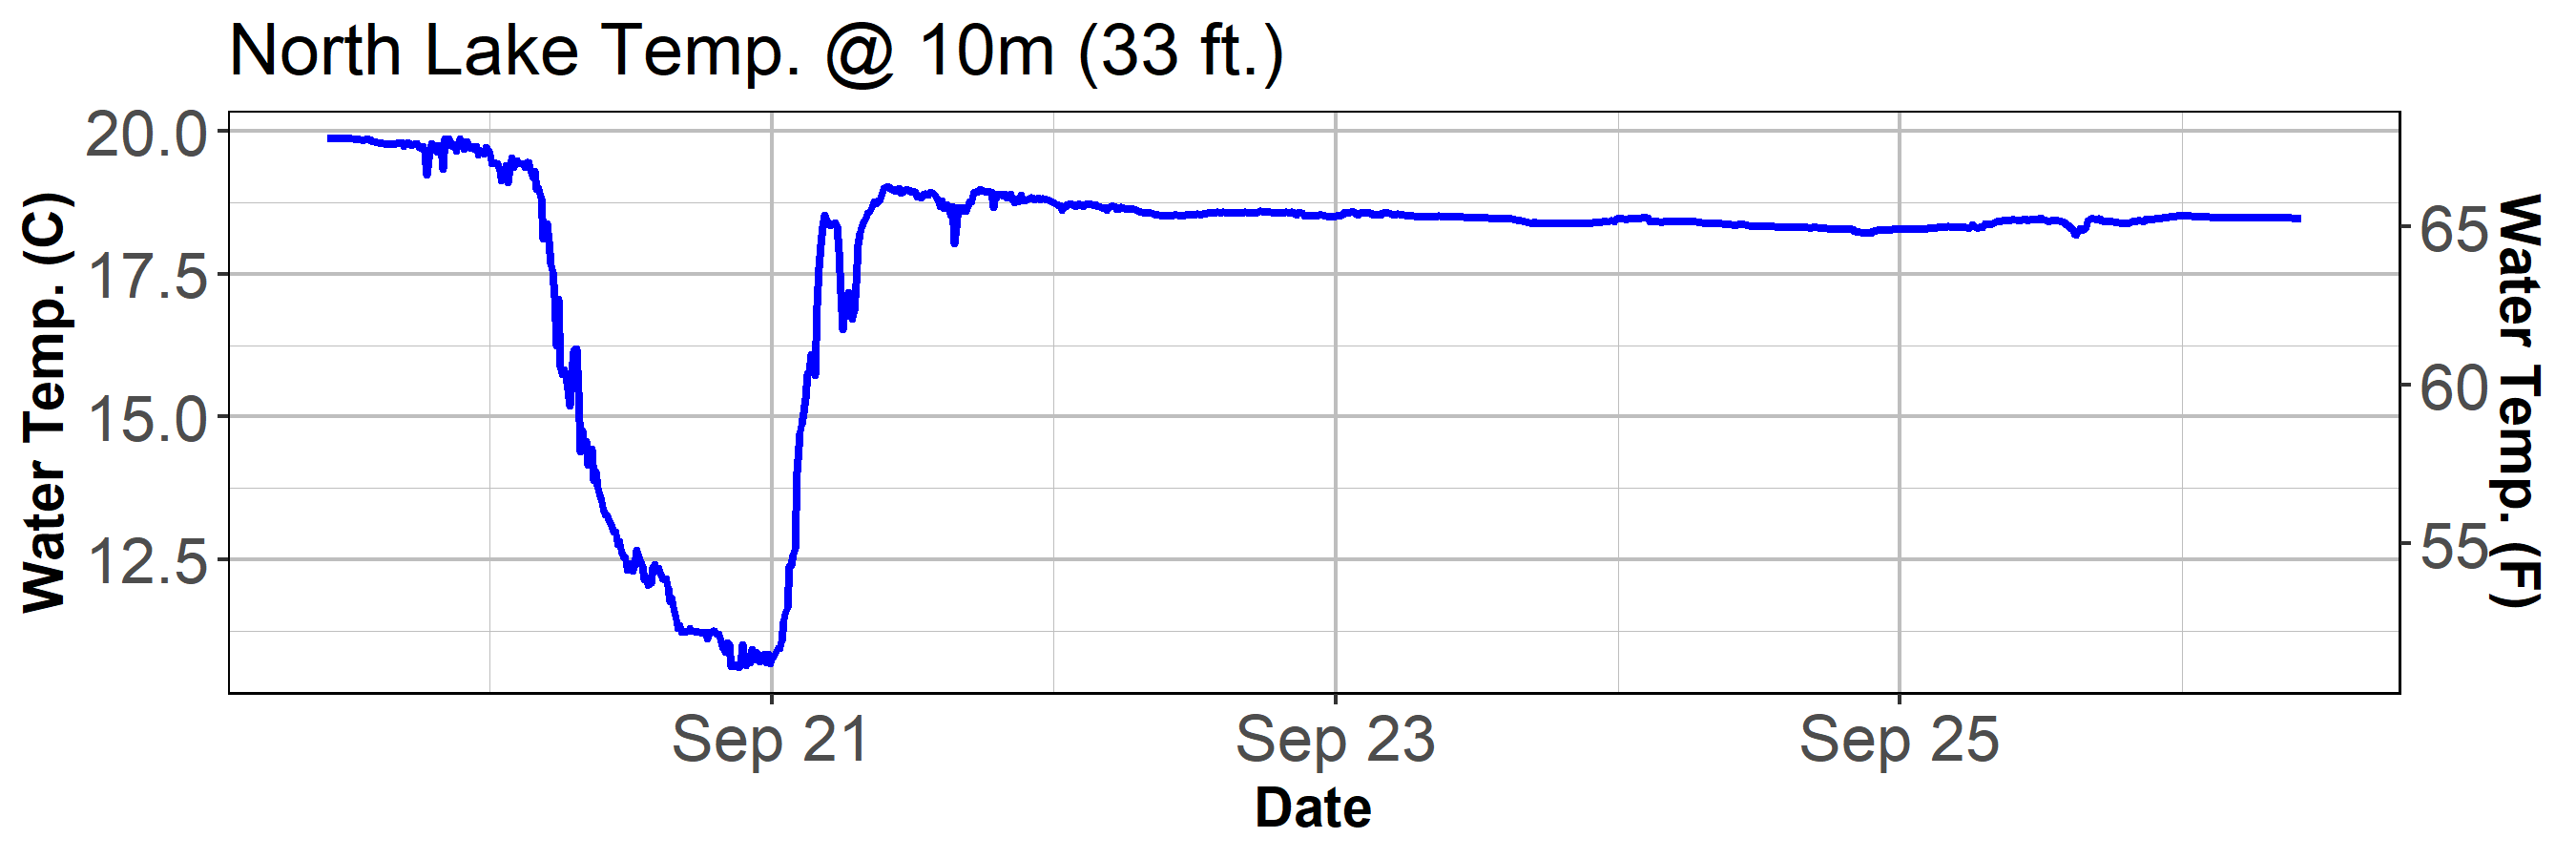 North Lake Temp. @ 10m (33 ft.)
Water Temp. (C)
20.0
17.5
15.0
12.5
65
60
55
Water Temp. (F)
Sep 21
Sep 23
Sep 25
Date